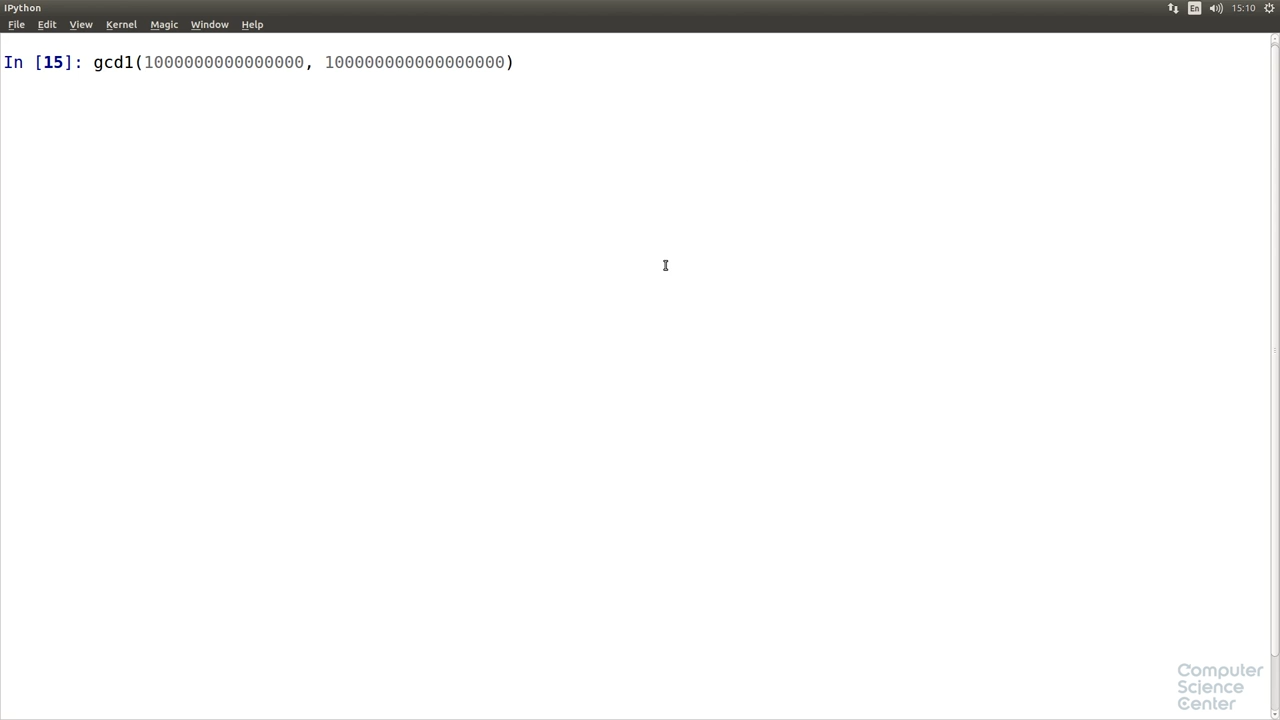 IPython
En
15:10
File Edit View Kernel Magic Window Help
In [15]: gcd1(1000000000000000, 100000000000000000)
Computer
Science
Center